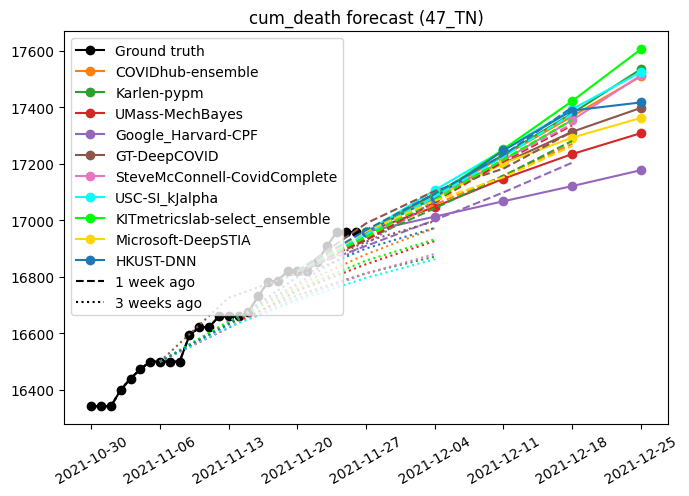 cum_death forecast (47_TN)
17600
17400
17200
17000
16800
16600
16400
Ground truth
COVIDhub-ensemble
Karlen-pypm
UMass-MechBayes
Google_Harvard-CPF
GT-DeepCOVID
SteveMcConnell-CovidComplete
USC-SI_kJalpha
KITmetricslab-select_ensemble
Microsoft-DeepSTIA
HKUST-DNN
1 week ago
3 weeks ago
2021-10-30
2021-11-06
2021-11-13
2021-11-20
2021-11-27
2021-12-04
2021-12-11
2021-12-18
2021-12-25